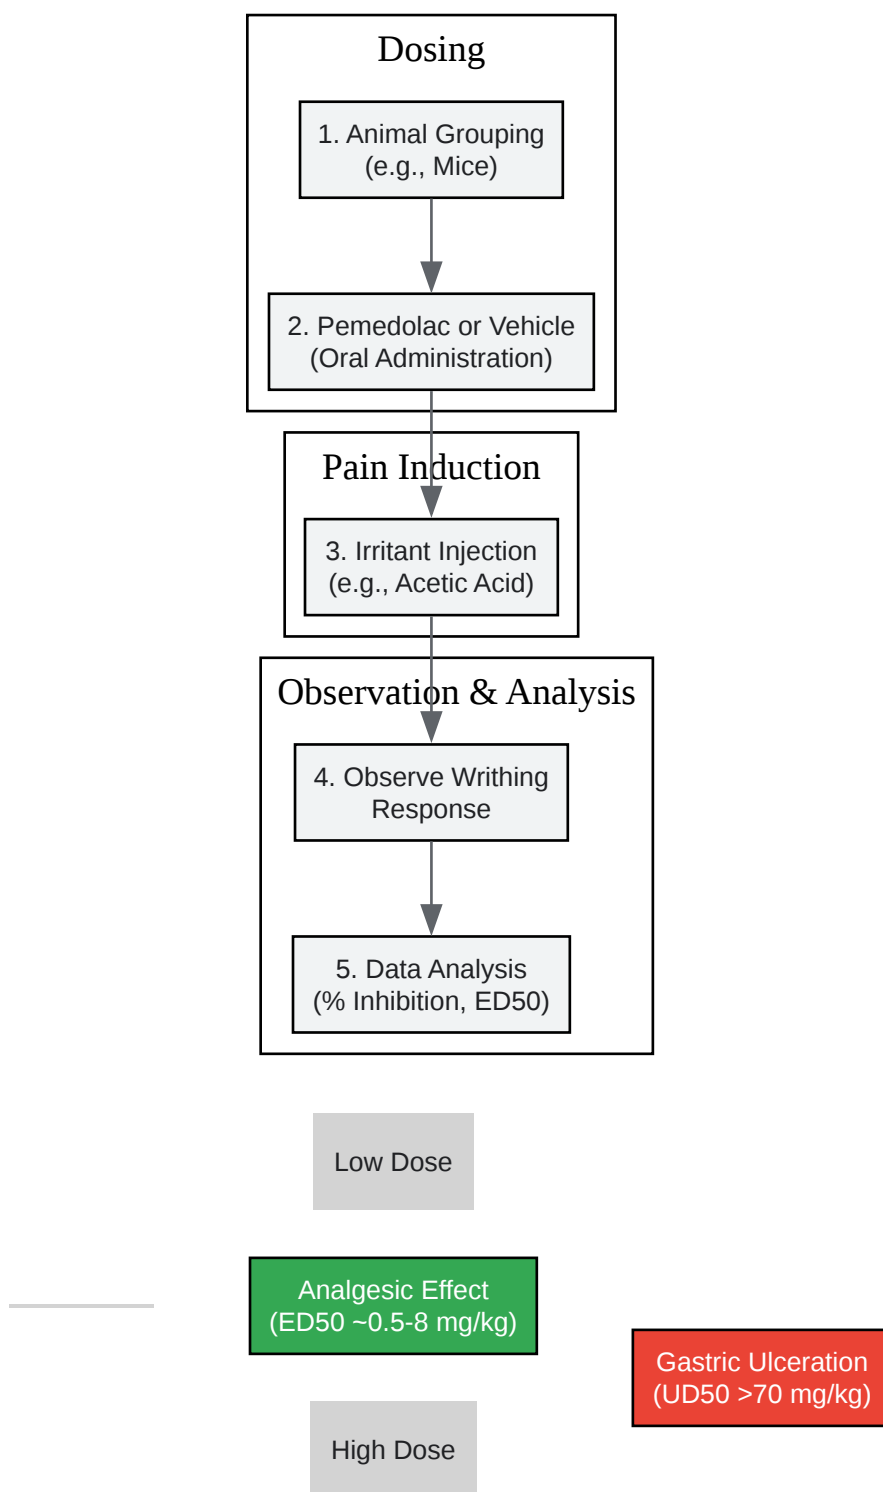 Dosing
1. Animal Grouping
(e.g., Mice)
2. Pemedolac or Vehicle
(Oral Administration)
Pain Induction
3. Irritant Injection
(e.g., Acetic Acid)
Observation & Analysis
4. Observe Writhing
Response
5. Data Analysis
(% Inhibition, ED50)
Low Dose
Analgesic Effect
(ED50 ~0.5-8 mg/kg)
Gastric Ulceration
(UD50 >70 mg/kg)
High Dose